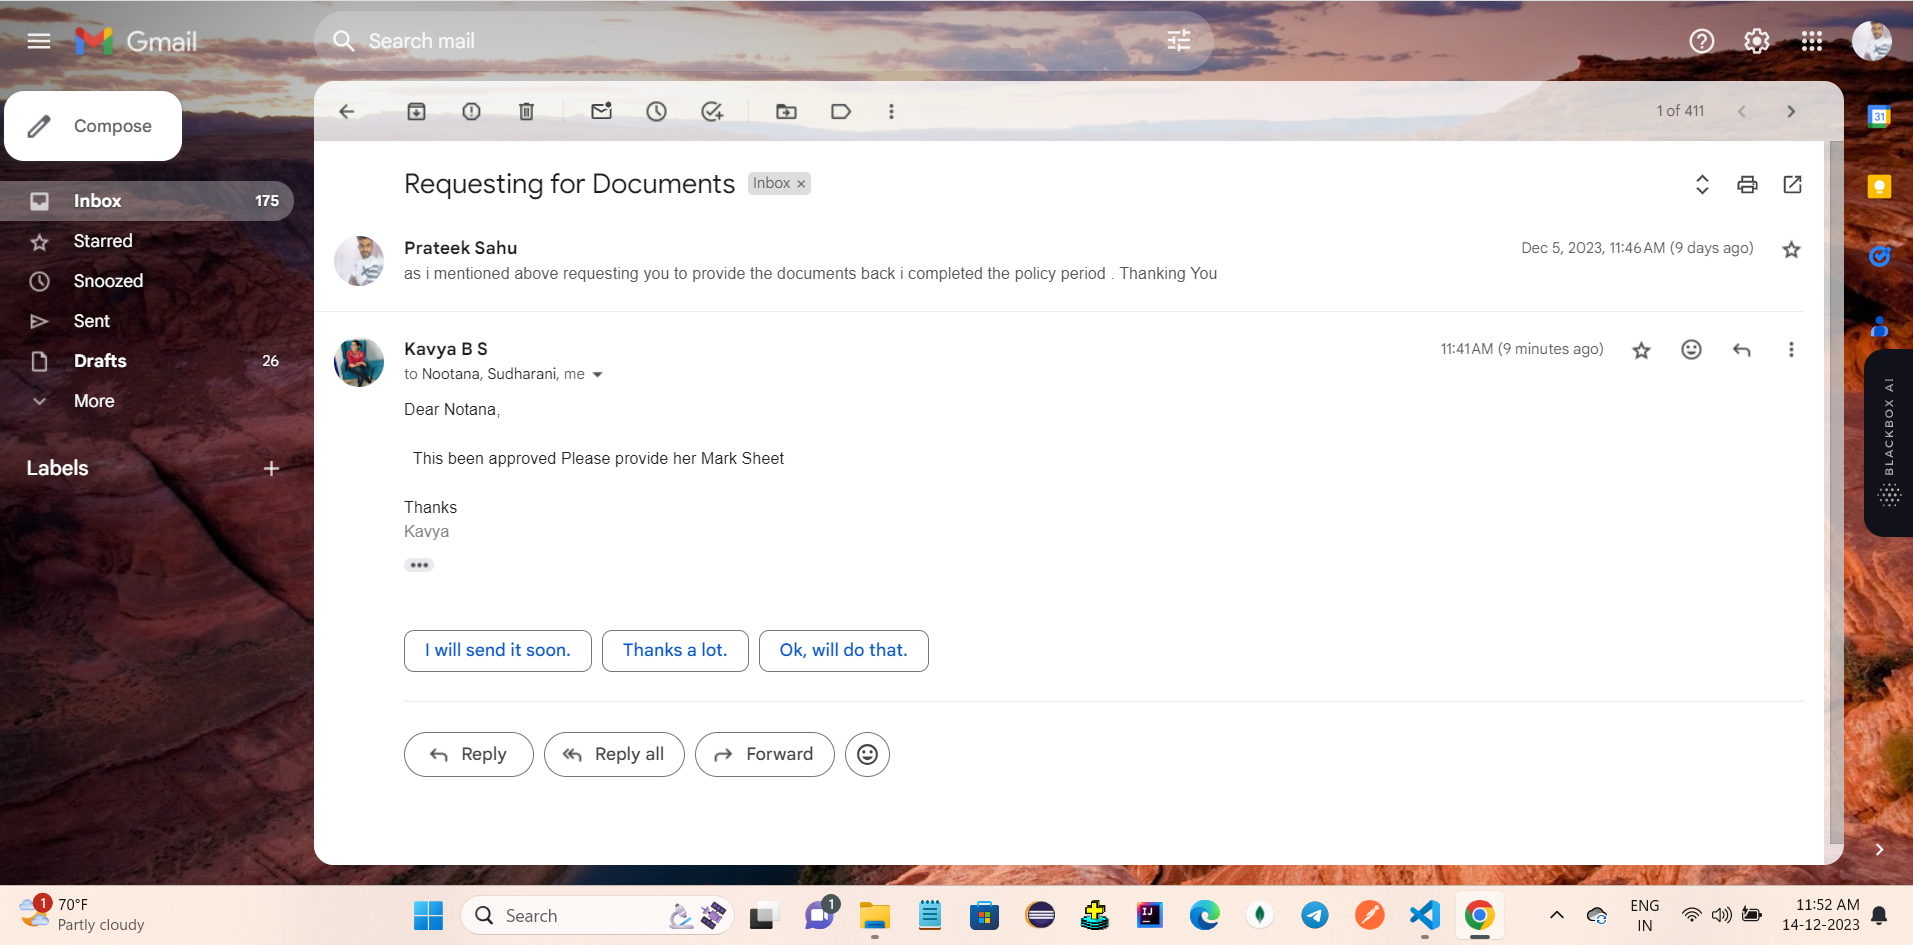 Gmail
Search mail
Compose
1 of 411
Inbox 175
Starred
Snoozed
Sent
Drafts 26
More
Labels
Requesting for Documents Inbox ×
Prateek Sahu
Dec 5, 2023, 11:46 AM (9 days ago)
as i mentioned above requesting you to provide the documents back i completed the policy period . Thanking You
Kavya B S
11:41 AM (9 minutes ago)
to Nootana, Sudharani, me
Dear Notana,
This been approved Please provide her Mark Sheet
Thanks
Kavya
I will send it soon.
Thanks a lot.
Ok, will do that.
Reply
Reply all
Forward
31
BLACKBOX AI
1
70°F
Partly cloudy
Search
1
IJ
ENG
IN
11:52 AM
14-12-2023